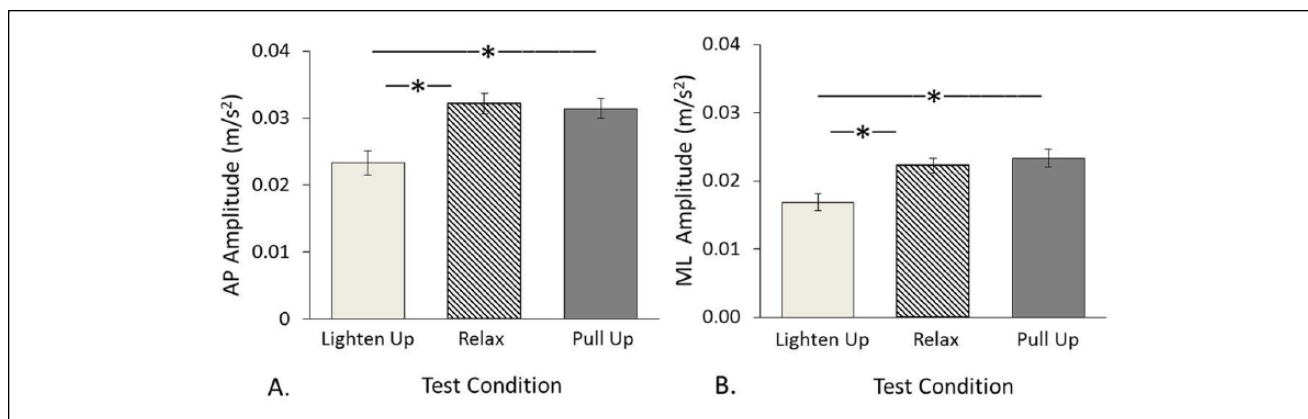 AP Amplitude (m/s²)
0.04
0.03
0.02
0.01
0
*
*
Lighten Up Relax Pull Up
A. Test Condition
ML Amplitude (m/s²)
0.04
0.03
0.02
0.01
0.00
*
*
Lighten Up Relax Pull Up
B. Test Condition